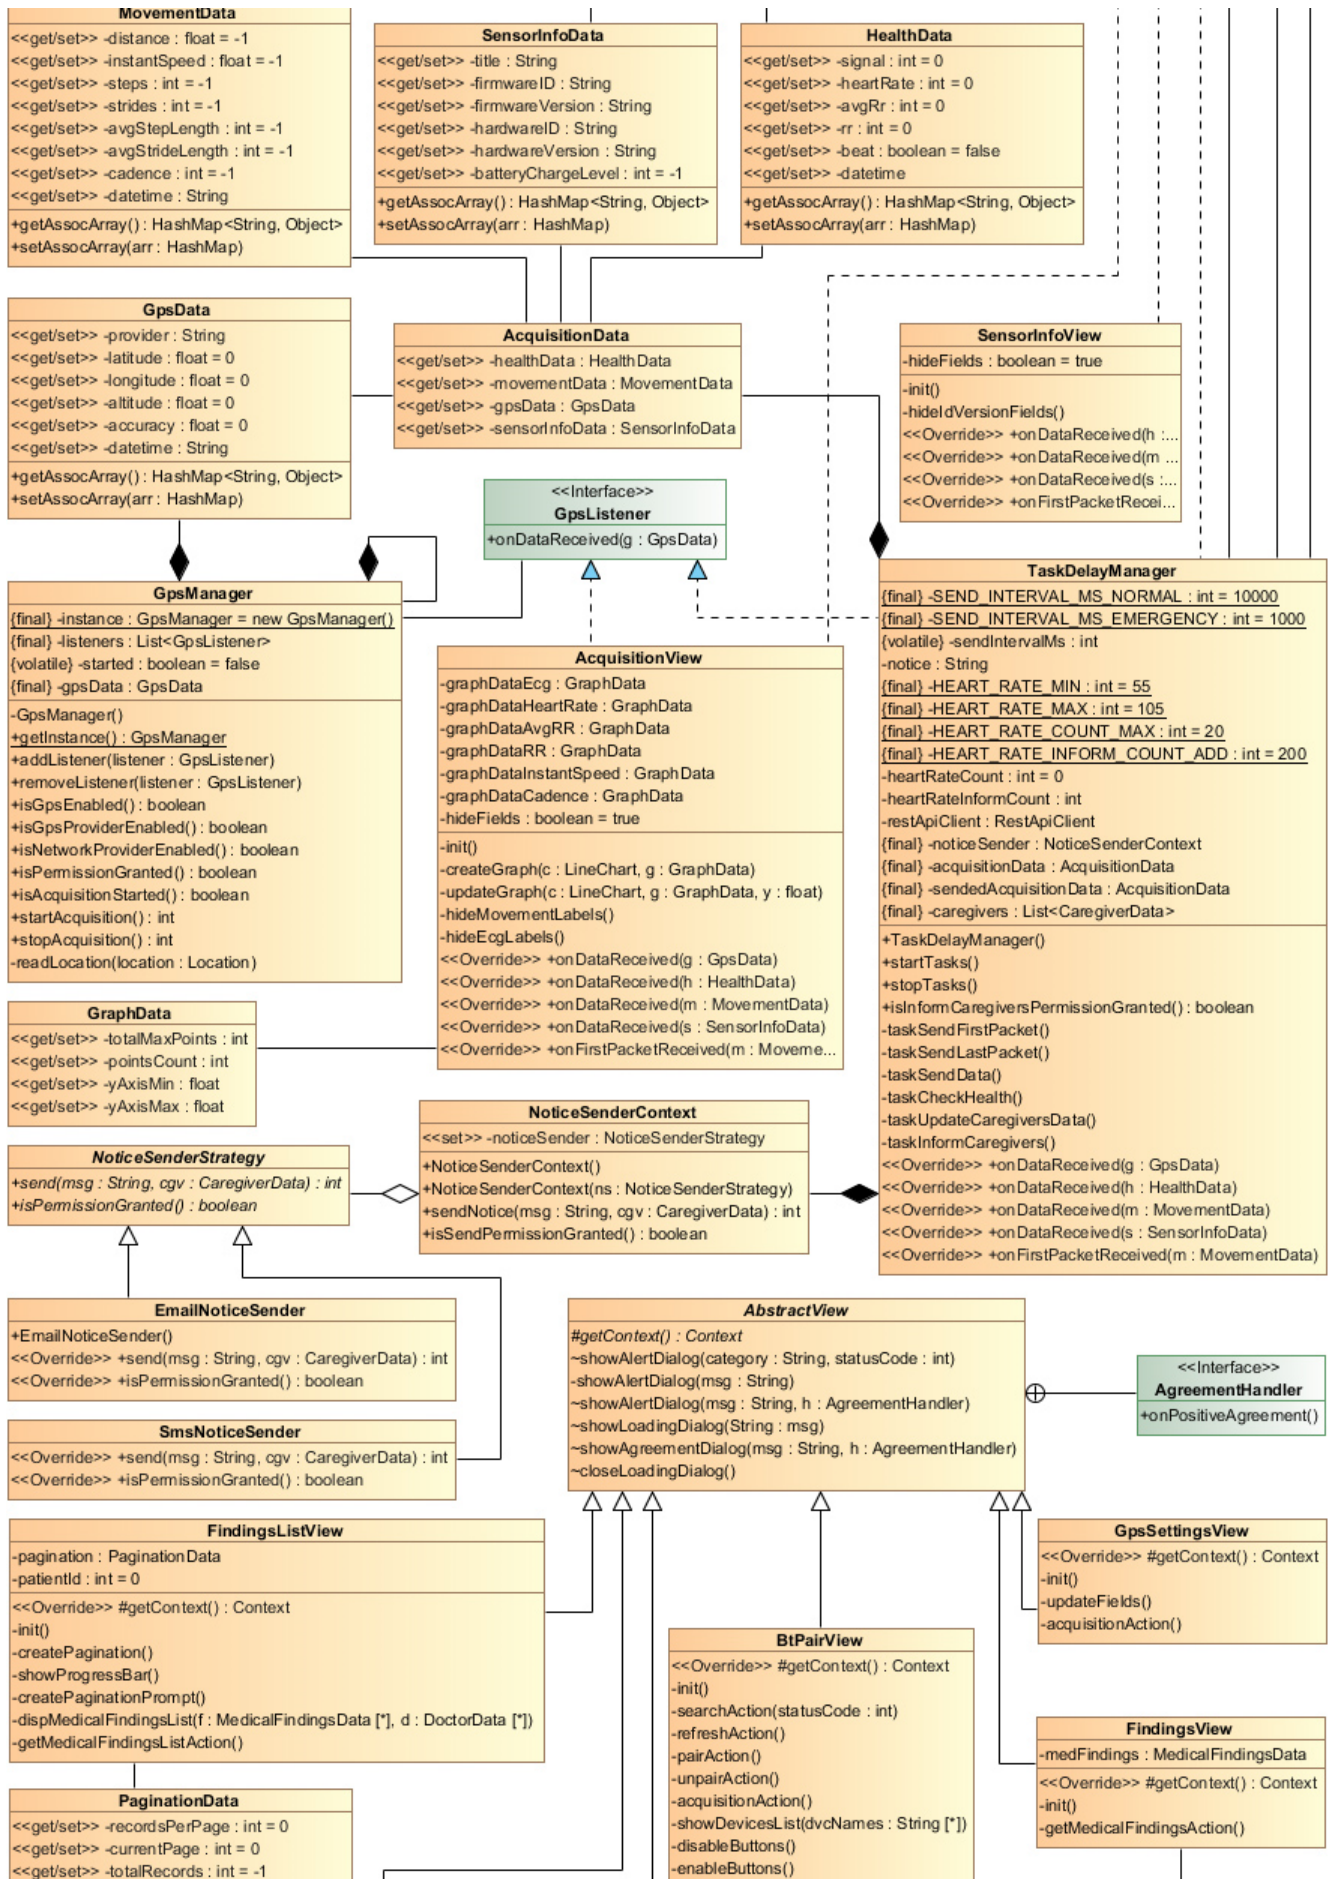 MovementData
<<get/set>> -distance : float = -1
<<get/set>> -instantSpeed : float = -1
<<get/set>> -steps : int = -1
<<get/set>> -strides : int = -1
<<get/set>> -avgStepLength : int = -1
<<get/set>> -avgStrideLength : int = -1
<<get/set>> -cadence : int = -1
<<get/set>> -datetime : String
+getAssocArray() : HashMap<String, Object>
+setAssocArray(arr : HashMap)
SensorInfoData
<<get/set>> -title : String
<<get/set>> -firmwareID : String
<<get/set>> -firmwareVersion : String
<<get/set>> -hardwareID : String
<<get/set>> -hardwareVersion : String
<<get/set>> -batteryChargeLevel : int = -1
+getAssocArray() : HashMap<String, Object>
+setAssocArray(arr : HashMap)
HealthData
<<get/set>> -signal : int = 0
<<get/set>> -heartRate : int = 0
<<get/set>> -avgRr : int = 0
<<get/set>> -rr : int = 0
<<get/set>> -beat : boolean = false
<<get/set>> -datetime
+getAssocArray() : HashMap<String, Object>
+setAssocArray(arr : HashMap)
GpsData
<<get/set>> -provider : String
<<get/set>> -latitude : float = 0
<<get/set>> -longitude : float = 0
<<get/set>> -altitude : float = 0
<<get/set>> -accuracy : float = 0
<<get/set>> -datetime : String
+getAssocArray() : HashMap<String, Object>
+setAssocArray(arr : HashMap)
AcquisitionData
<<get/set>> -healthData : HealthData
<<get/set>> -movementData : MovementData
<<get/set>> -gpsData : GpsData
<<get/set>> -sensorInfoData : SensorInfoData
SensorInfoView
-hideFields : boolean = true
-init()
-hideIdVersionFields()
<<Override>> +onDataReceived(h :...
<<Override>> +onDataReceived(m ...
<<Override>> +onDataReceived(s :...
<<Override>> +onFirstPacketRecei...
<<Interface>>
GpsListener
+onDataReceived(g : GpsData)
GpsManager
{final} -instance : GpsManager = new GpsManager()
{final} -listeners : List<GpsListener>
{volatile} -started : boolean = false
{final} -gpsData : GpsData
-GpsManager()
+getInstance() : GpsManager
+addListener(listener : GpsListener)
+removeListener(listener : GpsListener)
+isGpsEnabled() : boolean
+isGpsProviderEnabled() : boolean
+isNetworkProviderEnabled() : boolean
+isPermissionGranted() : boolean
+isAcquisitionStarted() : boolean
+startAcquisition() : int
+stopAcquisition() : int
-readLocation(location : Location)
AcquisitionView
-graphDataEcg : GraphData
-graphDataHeartRate : GraphData
-graphDataAvgRR : GraphData
-graphDataRR : GraphData
-graphDataInstantSpeed : GraphData
-graphDataCadence : GraphData
-hideFields : boolean = true
-init()
-createGraph(c : LineChart, g : GraphData)
-updateGraph(c : LineChart, g : GraphData, y : float)
-hideMovementLabels()
-hideEcgLabels()
<<Override>> +onDataReceived(g : GpsData)
<<Override>> +onDataReceived(h : HealthData)
<<Override>> +onDataReceived(m : MovementData)
<<Override>> +onDataReceived(s : SensorInfoData)
<<Override>> +onFirstPacketReceived(m : Moveme...
TaskDelayManager
{final} -SEND_INTERVAL_MS_NORMAL : int = 10000
{final} -SEND_INTERVAL_MS_EMERGENCY : int = 1000
{volatile} -sendIntervalMs : int
-notice : String
{final} -HEART_RATE_MIN : int = 55
{final} -HEART_RATE_MAX : int = 105
{final} -HEART_RATE_COUNT_MAX : int = 20
{final} -HEART_RATE_INFORM_COUNT_ADD : int = 200
-heartRateCount : int = 0
-heartRateInformCount : int
-restApiClient : RestApiClient
{final} -noticeSender : NoticeSenderContext
{final} -acquisitionData : AcquisitionData
{final} -sendedAcquisitionData : AcquisitionData
{final} -caregivers : List<CaregiverData>
+TaskDelayManager()
+startTasks()
+stopTasks()
+isInformCaregiversPermissionGranted() : boolean
-taskSendFirstPacket()
-taskSendLastPacket()
-taskSendData()
-taskCheckHealth()
-taskUpdateCaregiversData()
-taskInformCaregivers()
<<Override>> +onDataReceived(g : GpsData)
<<Override>> +onDataReceived(h : HealthData)
<<Override>> +onDataReceived(m : MovementData)
<<Override>> +onDataReceived(s : SensorInfoData)
<<Override>> +onFirstPacketReceived(m : MovementData)
GraphData
<<get/set>> -totalMaxPoints : int
<<get/set>> -pointsCount : int
<<get/set>> -yAxisMin : float
<<get/set>> -yAxisMax : float
NoticeSenderContext
<<set>> -noticeSender : NoticeSenderStrategy
+NoticeSenderContext()
+NoticeSenderContext(ns : NoticeSenderStrategy)
+sendNotice(msg : String, cgv : CaregiverData) : int
+isSendPermissionGranted() : boolean
NoticeSenderStrategy
+send(msg : String, cgv : CaregiverData) : int
+isPermissionGranted() : boolean
EmailNoticeSender
+EmailNoticeSender()
<<Override>> +send(msg : String, cgv : CaregiverData) : int
<<Override>> +isPermissionGranted() : boolean
SmsNoticeSender
<<Override>> +send(msg : String, cgv : CaregiverData) : int
<<Override>> +isPermissionGranted() : boolean
AbstractView
#getContext() : Context
~showAlertDialog(category : String, statusCode : int)
-showAlertDialog(msg : String)
~showAlertDialog(msg : String, h : AgreementHandler)
~showLoadingDialog(String : msg)
~showAgreementDialog(msg : String, h : AgreementHandler)
~closeLoadingDialog()
<<Interface>>
AgreementHandler
+onPositiveAgreement()
FindingsListView
-pagination : PaginationData
-patientId : int = 0
<<Override>> #getContext() : Context
-init()
-createPagination()
-showProgressBar()
-createPaginationPrompt()
-dispMedicalFindingsList(f : MedicalFindingsData [*], d : DoctorData [*])
-getMedicalFindingsListAction()
GpsSettingsView
<<Override>> #getContext() : Context
-init()
-updateFields()
-acquisitionAction()
BtPairView
<<Override>> #getContext() : Context
-init()
-searchAction(statusCode : int)
-refreshAction()
-pairAction()
-unpairAction()
-acquisitionAction()
-showDevicesList(dvcNames : String [*])
-disableButtons()
-enableButtons()
FindingsView
-medFindings : MedicalFindingsData
<<Override>> #getContext() : Context
-init()
-getMedicalFindingsAction()
PaginationData
<<get/set>> -recordsPerPage : int = 0
<<get/set>> -currentPage : int = 0
<<get/set>> -totalRecords : int = -1